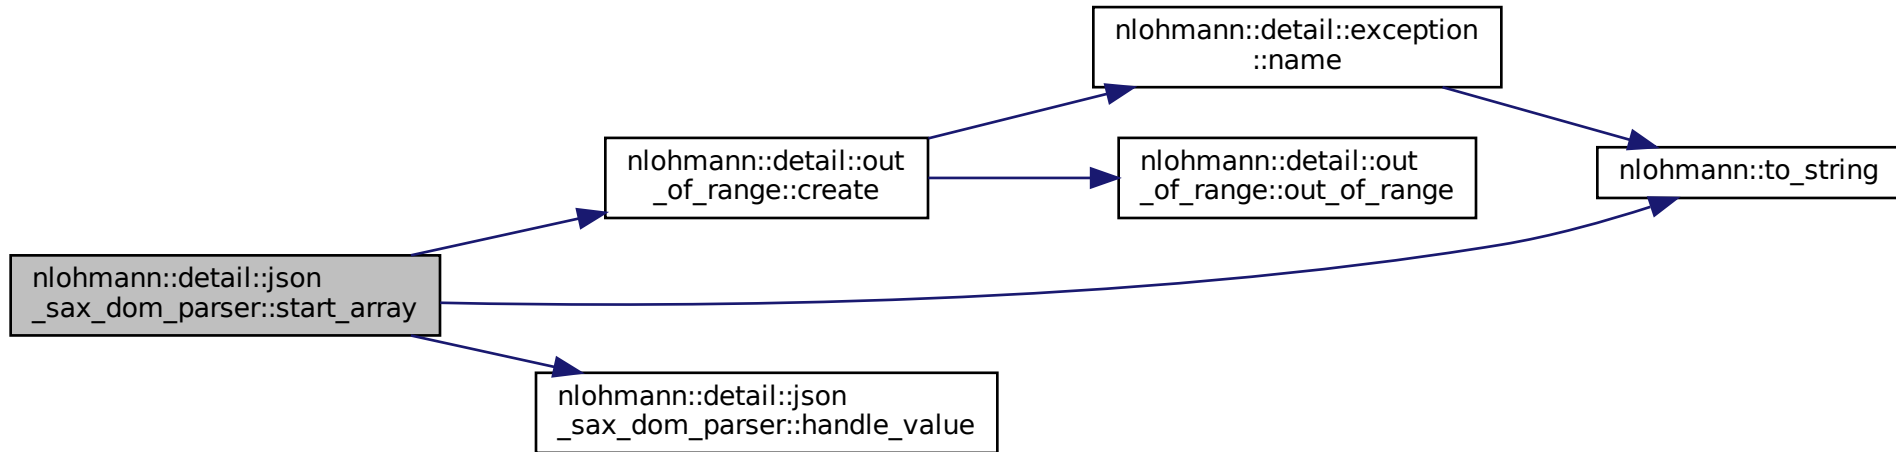 nlohmann::detail::exception
::name
nlohmann::detail::out
_of_range::create
nlohmann::detail::out
_of_range::out_of_range
nlohmann::to_string
nlohmann::detail::json
_sax_dom_parser::start_array
nlohmann::detail::json
_sax_dom_parser::handle_value